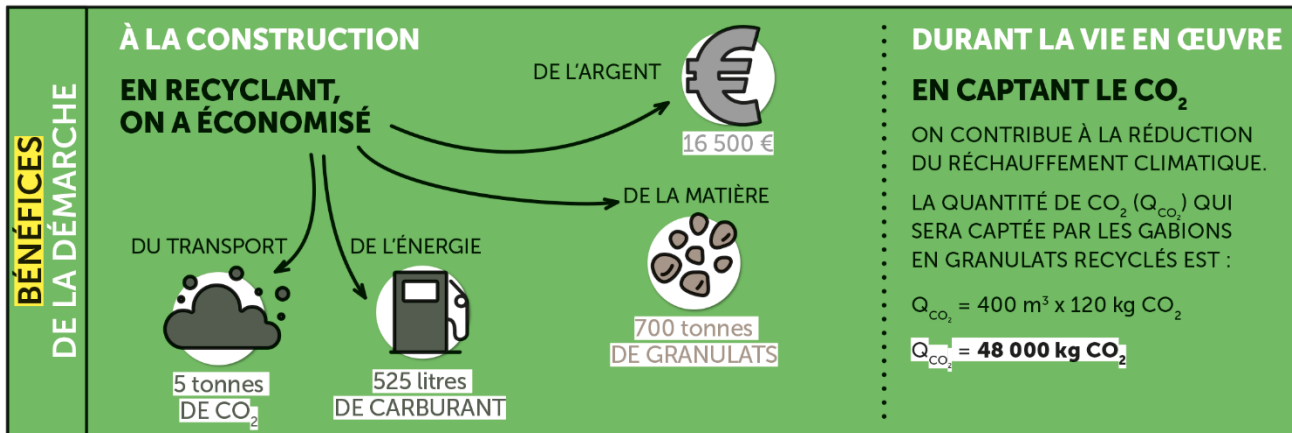 BÉNÉFICES
DE LA DÉMARCHE
À LA CONSTRUCTION
EN RECYCLANT,
ON A ÉCONOMISÉ
DE L'ARGENT
€
16 500 €
DE LA MATIÈRE
700 tonnes
DE GRANULATS
DU TRANSPORT
5 tonnes
DE CO₂
DE L'ÉNERGIE
525 litres
DE CARBURANT
DURANT LA VIE EN ŒUVRE
EN CAPTANT LE CO₂
ON CONTRIBUE À LA RÉDUCTION
DU RÉCHAUFFEMENT CLIMATIQUE.
LA QUANTITÉ DE CO₂ (Q_CO₂) QUI
SERA CAPTÉE PAR LES GABIONS
EN GRANULATS RECYCLÉS EST :
Q_CO₂ = 400 m³ x 120 kg CO₂
Q_CO₂ = 48 000 kg CO₂